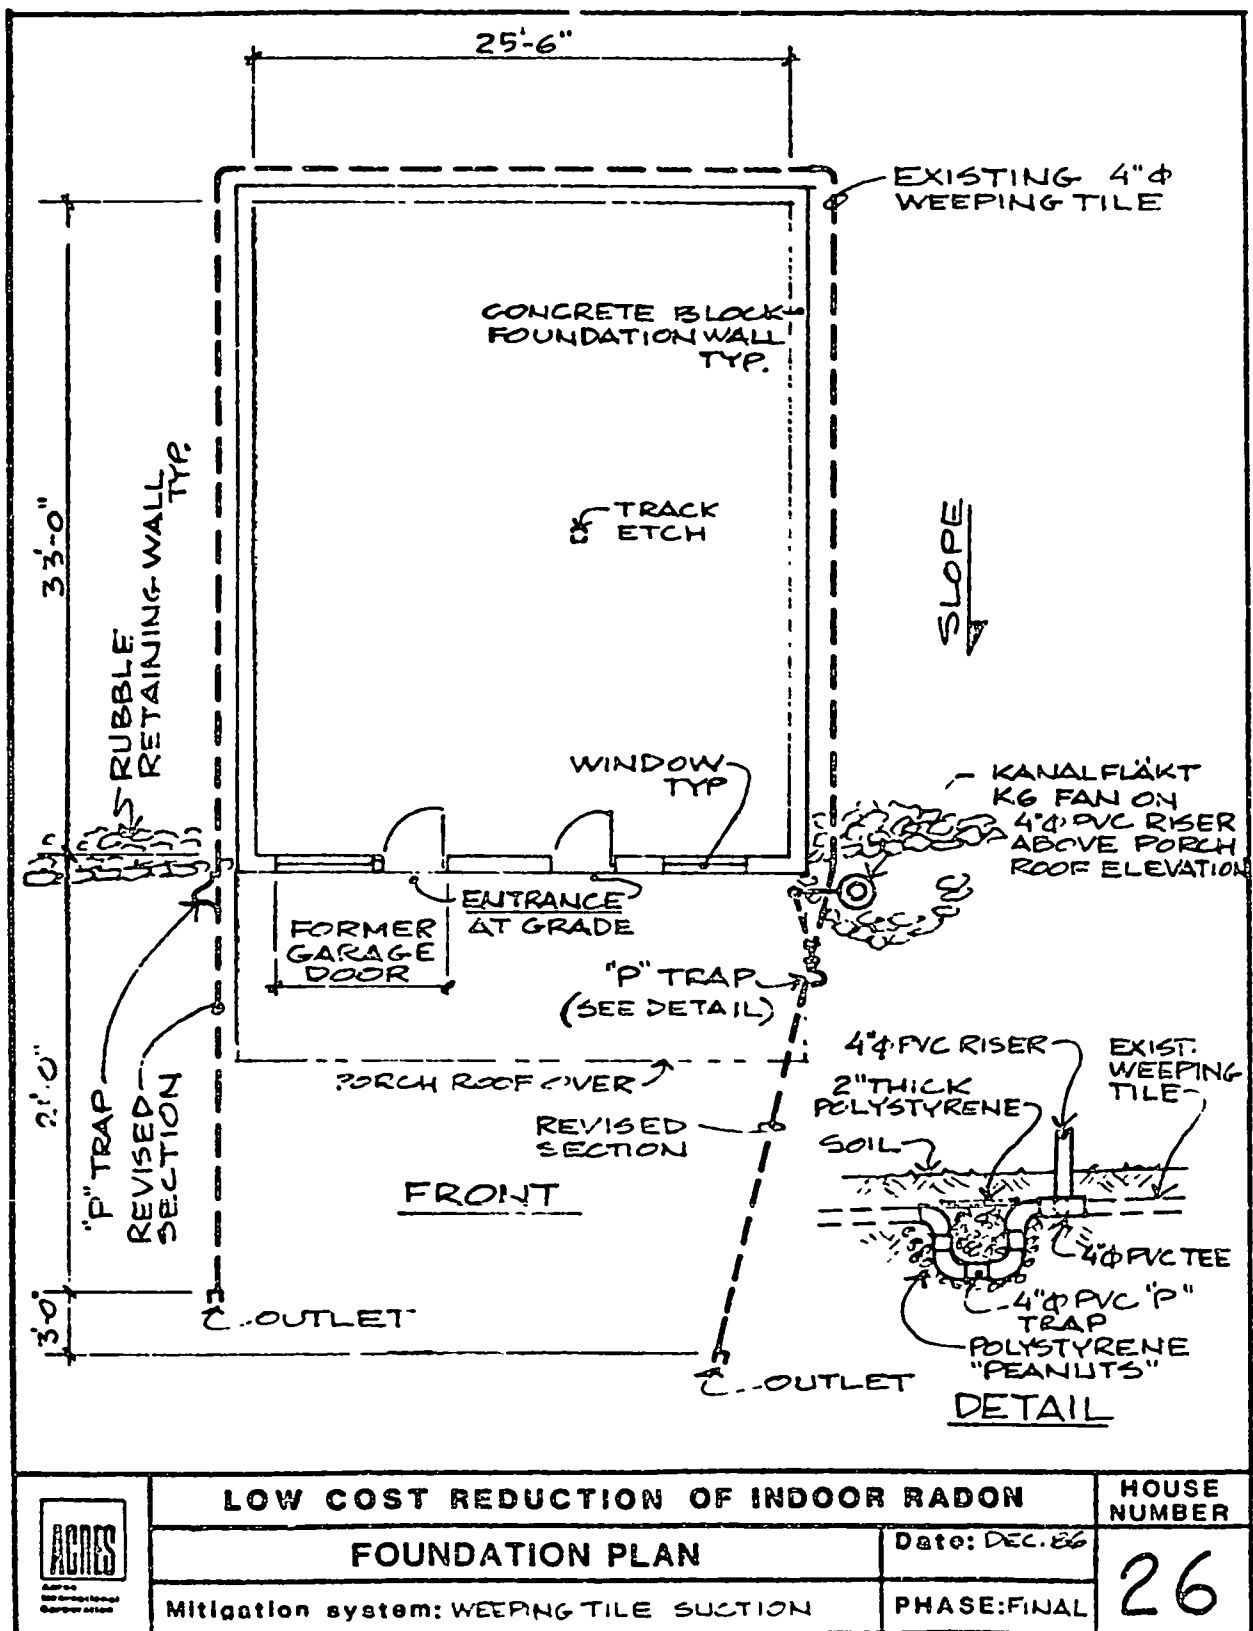 25'-6"
EXISTING 4"φ
WEEPING TILE
CONCRETE BLOCK
FOUNDATION WALL
TYP.
33'-0"
RUBBLE
RETAINING WALL
TYP.
TRACK
ETCH
SLOPE
WINDOW
TYP
KANALFLÄKT
K6 FAN ON
4"φ PVC RISER
ABOVE PORCH
ROOF ELEVATION
ENTRANCE
AT GRADE
FORMER
GARAGE
DOOR
"P" TRAP
(SEE DETAIL)
PORCH ROOF OVER
REVISED
SECTION
"P" TRAP
REVISED
SECTION
3'-0"
FRONT
OUTLET
OUTLET
4"φ PVC RISER
2" THICK
POLYSTYRENE
SOIL
EXIST.
WEEPING
TILE
4"φ PVC TEE
4"φ PVC "P"
TRAP
POLYSTYRENE
"PEANUTS"
DETAIL
ACRES
Acres
International
Corporation
LOW COST REDUCTION OF INDOOR RADON
FOUNDATION PLAN
Date: DEC. 86
Mitigation system: WEEPING TILE SUCTION
PHASE: FINAL
HOUSE
NUMBER
26